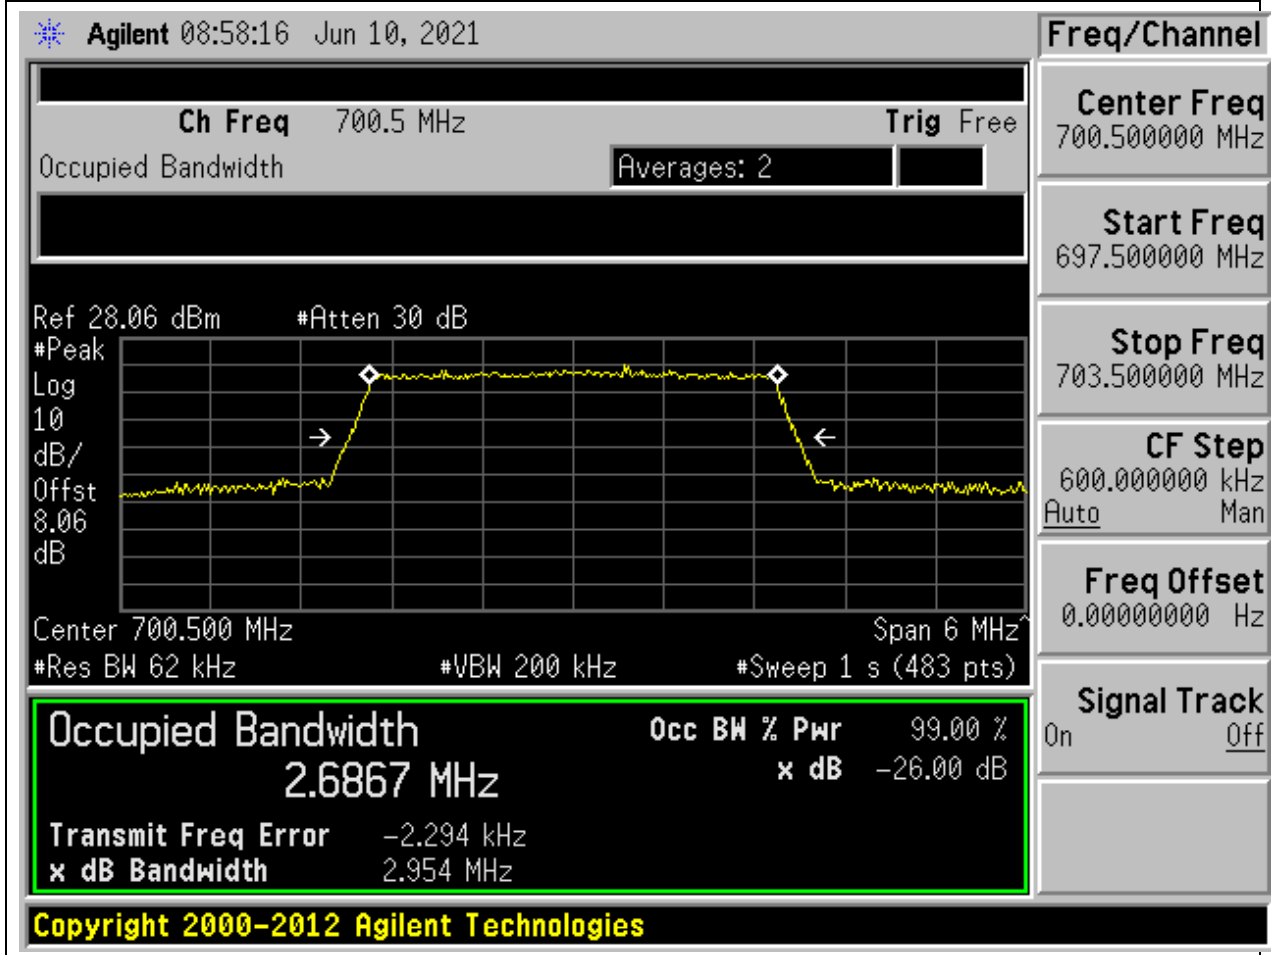 Agilent 08:58:16 Jun 10, 2021
Freq/Channel
Ch Freq 700.5 MHz Trig Free
Occupied Bandwidth Averages: 2
Center Freq
700.500000 MHz
Start Freq
697.500000 MHz
Stop Freq
703.500000 MHz
CF Step
600.000000 kHz
Auto Man
Freq Offset
0.00000000 Hz
Signal Track
On Off
Ref 28.06 dBm #Atten 30 dB
#Peak
Log
10
dB/
Offst
8.06
dB
Center 700.500 MHz Span 6 MHz^
#Res BW 62 kHz #VBW 200 kHz #Sweep 1 s (483 pts)
Occupied Bandwidth
2.6867 MHz
Occ BW % Pwr 99.00 %
x dB -26.00 dB
Transmit Freq Error -2.294 kHz
x dB Bandwidth 2.954 MHz
Copyright 2000-2012 Agilent Technologies